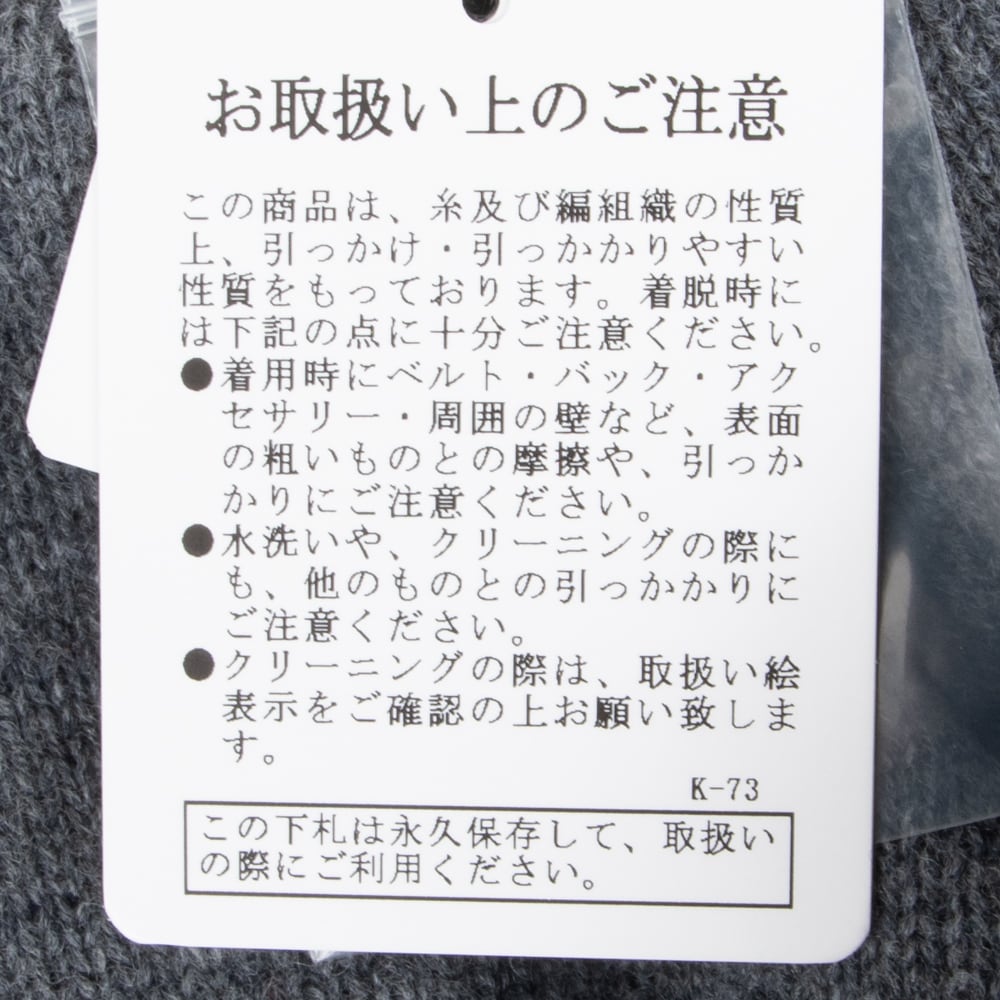 お取扱い上のご注意
この商品は、糸及び編組織の性質
上、引っかけ・引っかかりやすい
性質をもっております。着脱時に
は下記の点に十分ご注意ください。
●着用時にベルト・バック・アク
セサリー・周囲の壁など、表面
の粗いものとの摩擦や、引っか
かりにご注意ください。
●水洗いや、クリーニングの際に
も、他のものとの引っかかりに
ご注意ください。
●クリーニングの際は、取扱い絵
表示をご確認の上お願い致しま
す。
K-73
この下札は永久保存して、取扱い
の際にご利用ください。